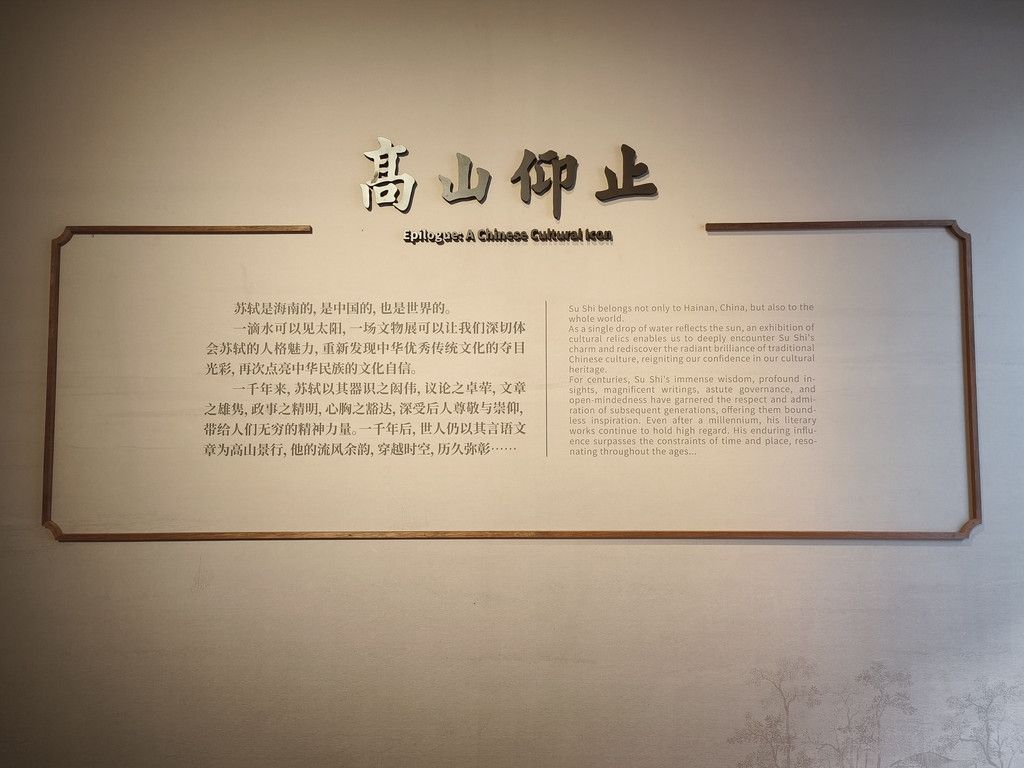 高山仰止
Epilogue: A Chinese Cultural Icon
苏轼是海南的, 是中国的, 也是世界的。
一滴水可以见太阳, 一场文物展可以让我们深切体
会苏轼的人格魅力, 重新发现中华优秀传统文化的夺目
光彩, 再次点亮中华民族的文化自信。
一千年来, 苏轼以其器识之闳伟, 议论之卓荦, 文章
之雄隽, 政事之精明, 心胸之豁达, 深受后人尊敬与崇仰,
带给人们无穷的精神力量。一千年后, 世人仍以其言语文
章为高山景行, 他的流风余韵, 穿越时空, 历久弥彰……
Su Shi belongs not only to Hainan, China, but also to the
whole world.
As a single drop of water reflects the sun, an exhibition of
cultural relics enables us to deeply encounter Su Shi's
charm and rediscover the radiant brilliance of traditional
Chinese culture, reigniting our confidence in our cultural
heritage.
For centuries, Su Shi's immense wisdom, profound in-
sights, magnificent writings, astute governance, and
open-mindedness have garnered the respect and admi-
ration of subsequent generations, offering them bound-
less inspiration. Even after a millennium, his literary
works continue to hold high regard. His enduring influ-
ence surpasses the constraints of time and place, reso-
nating throughout the ages...